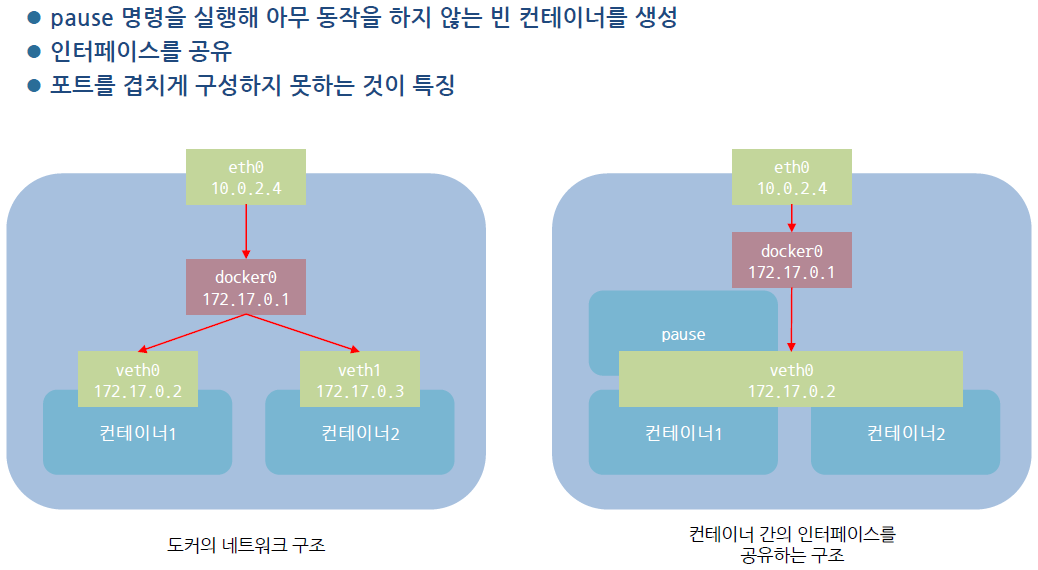 pause 명령을 실행해 아무 동작을 하지 않는 빈 컨테이너를 생성
인터페이스를 공유
포트를 겹치게 구성하지 못하는 것이 특징
eth0
10.0.2.4
docker0
172.17.0.1
veth0
172.17.0.2
veth1
172.17.0.3
컨테이너1
컨테이너2
도커의 네트워크 구조
eth0
10.0.2.4
docker0
172.17.0.1
pause
veth0
172.17.0.2
컨테이너1
컨테이너2
컨테이너 간의 인터페이스를
공유하는 구조